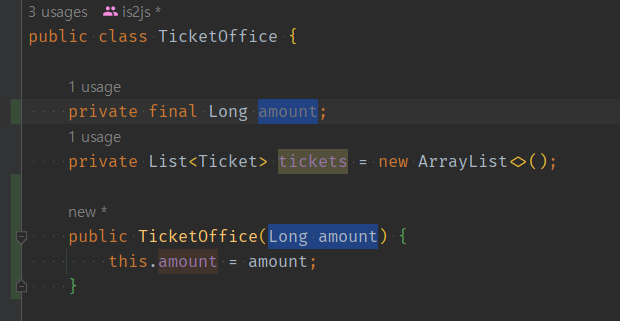 3 usages is2js *
public class TicketOffice {
1 usage
private final Long amount;
1 usage
private List<Ticket> tickets = new ArrayList<>();
new *
public TicketOffice(Long amount) {
this.amount = amount;
}